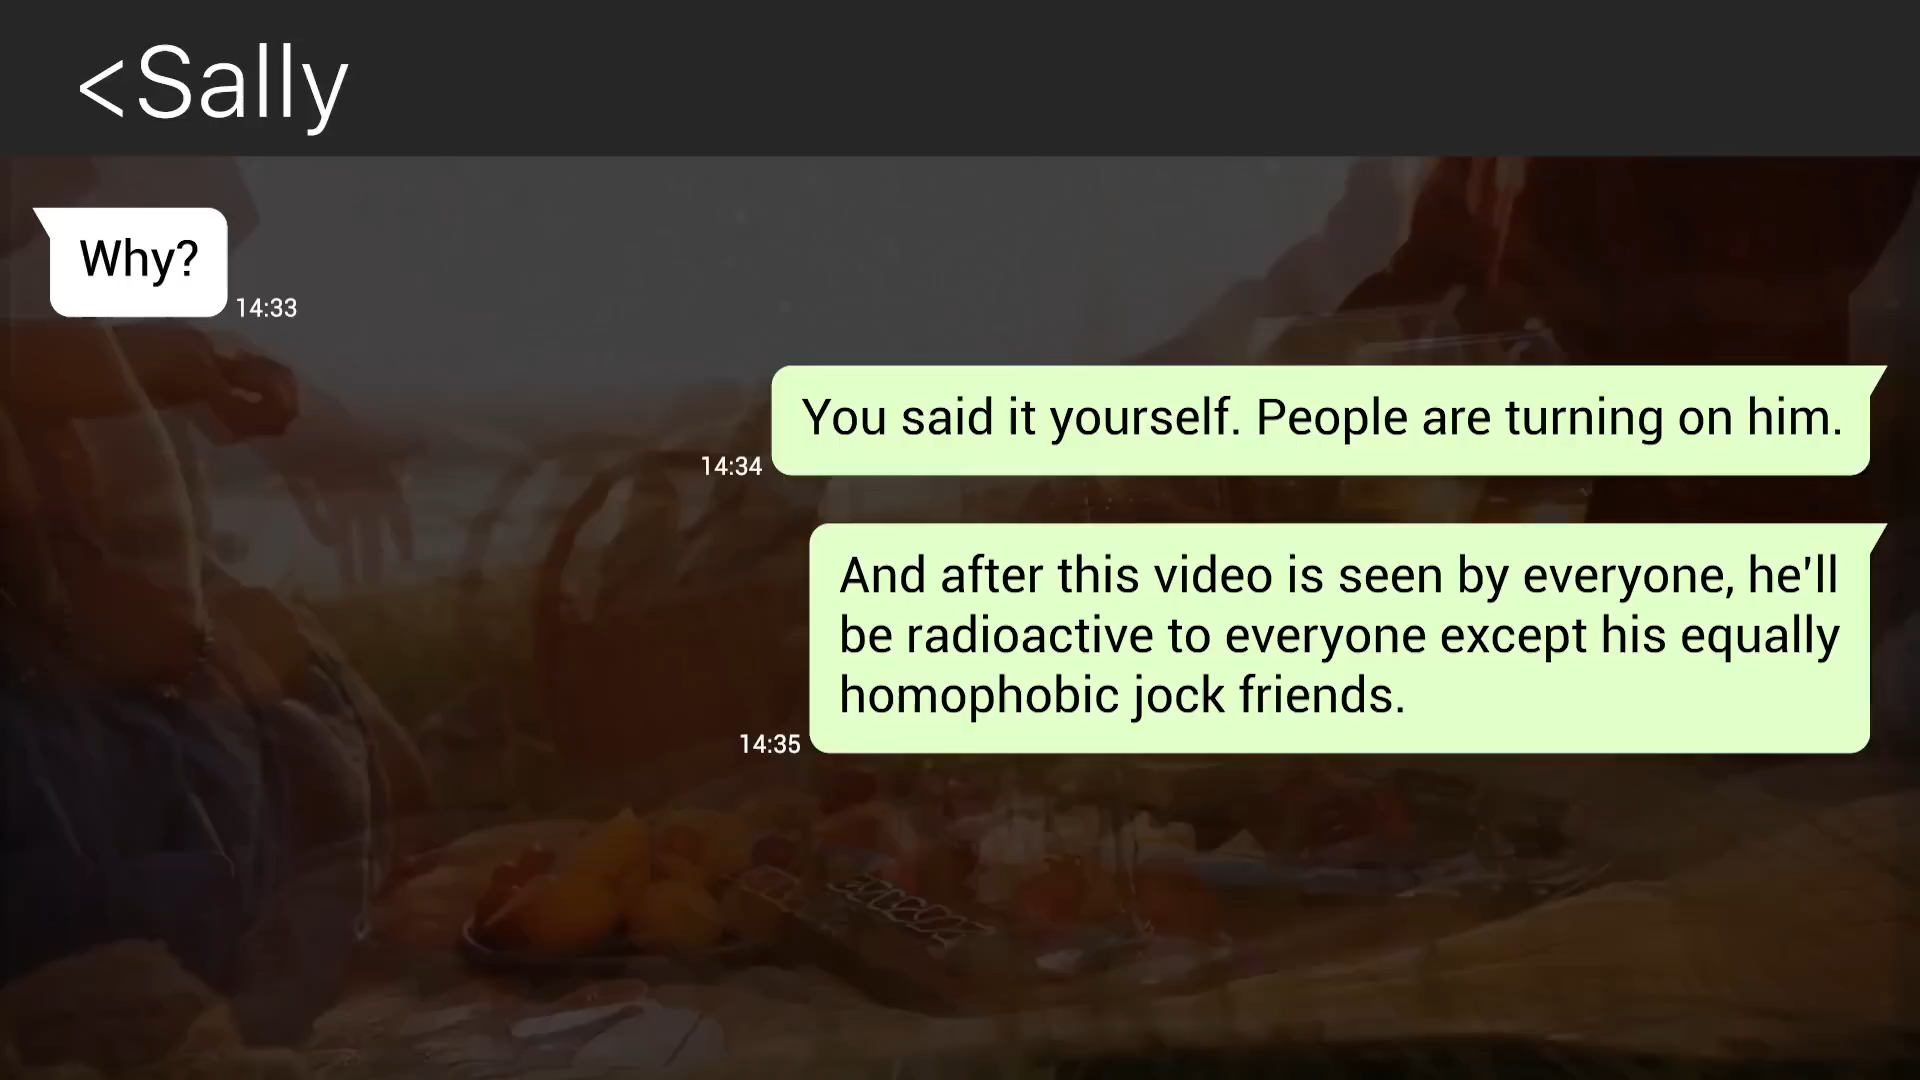 <Sally
Why?
14:33
You said it yourself. People are turning on him.
14:34
And after this video is seen by everyone, he'll
be radioactive to everyone except his equally
homophobic jock friends.
14:35